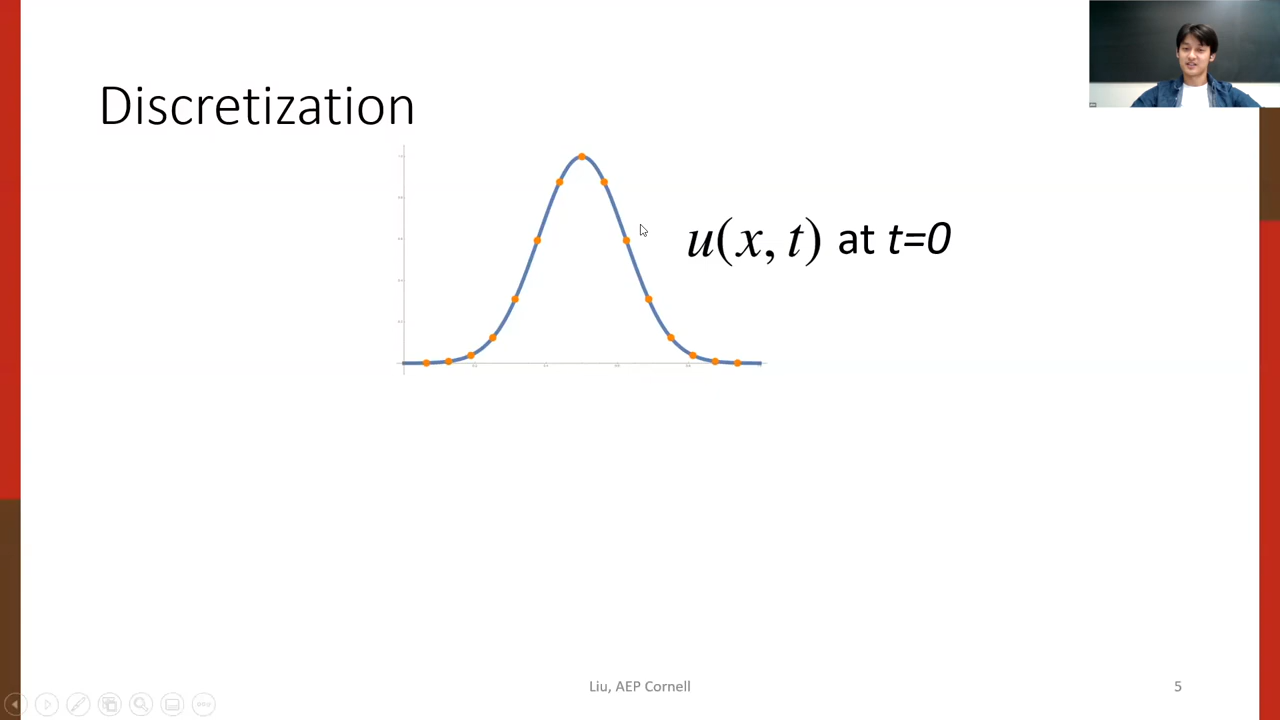 Discretization
u(x, t) at t=0
Liu, AEP Cornell
5